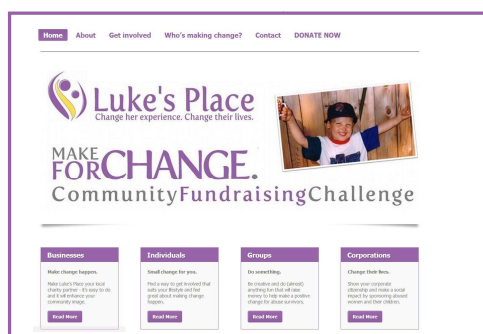 Home About Get involved Who's making change? Contact DONATE NOW
Luke's Place
Change her experience. Change their lives.
MAKE
FORCHANGE.
CommunityFundraisingChallenge
Businesses
Make change happen.
Make Luke's Place your beat
charity partner - it's easy to do
and it will enhance your
community image.
Read More
Individuals
Small change for you.
Find a way to get involved that
suits your lifestyle and feel
great about making change
happen.
Read More
Groups
Do something.
Be creative and do (almost)
anything fun that will raise
money to help make a positive
change for abuse survivors.
Read More
Corporations
Change their lives.
Show your corporate
citizenship and make a social
impact by sponsoring abused
women and their children.
Read More